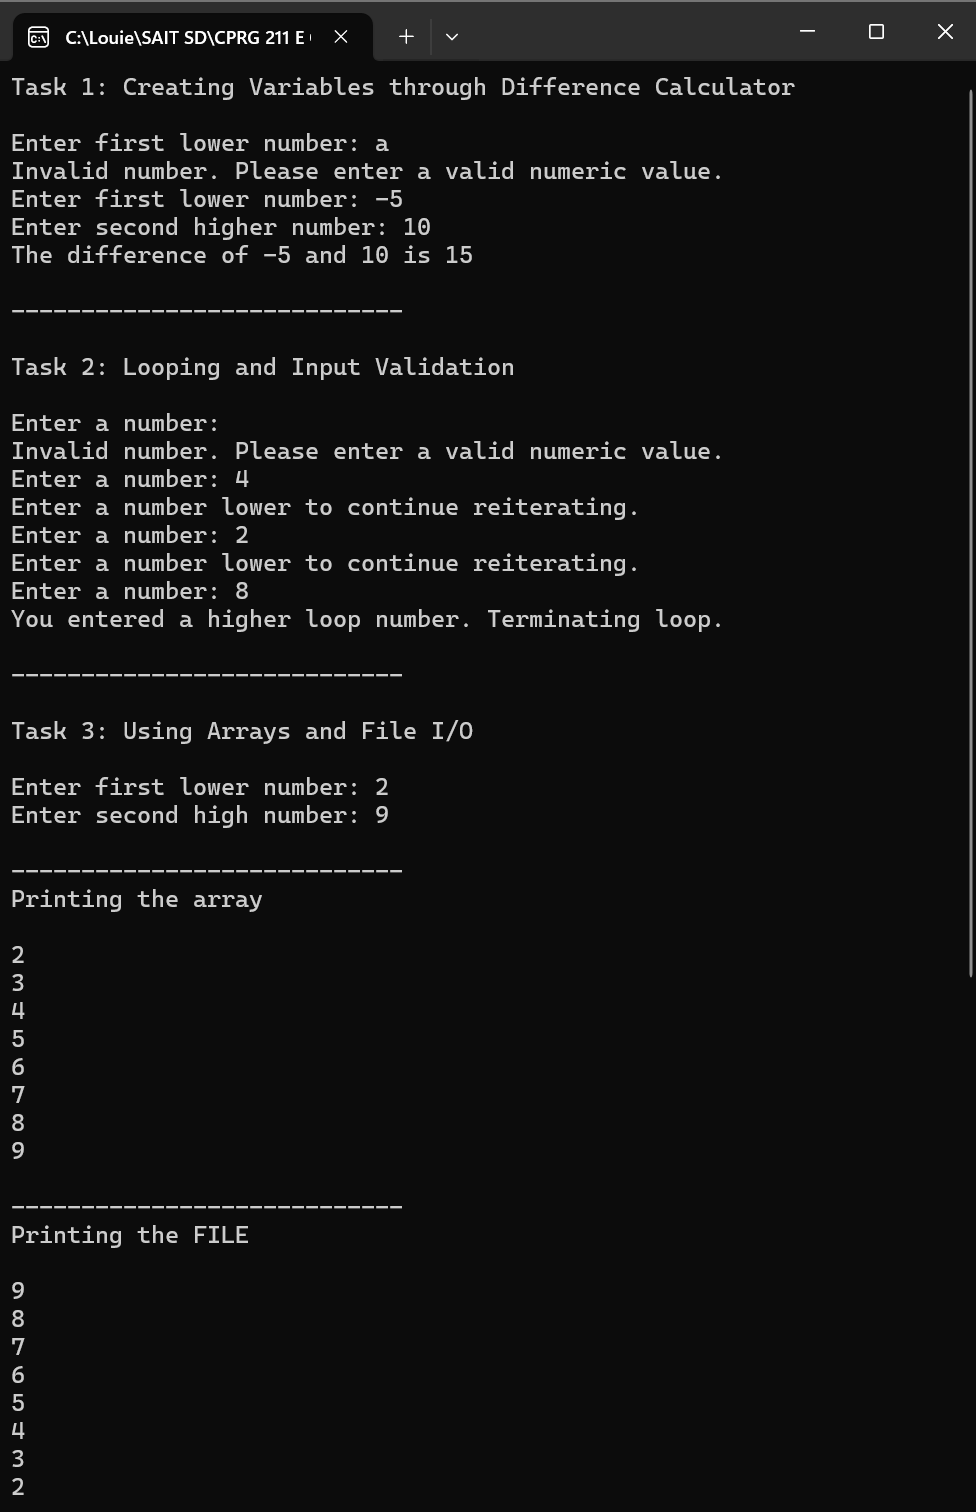 C:\Louie\SAIT SD\CPRG 211 E
Task 1: Creating Variables through Difference Calculator
Enter first lower number: a
Invalid number. Please enter a valid numeric value.
Enter first lower number: -5
Enter second higher number: 10
The difference of -5 and 10 is 15
----------------------------
Task 2: Looping and Input Validation
Enter a number:
Invalid number. Please enter a valid numeric value.
Enter a number: 4
Enter a number lower to continue reiterating.
Enter a number: 2
Enter a number lower to continue reiterating.
Enter a number: 8
You entered a higher loop number. Terminating loop.
----------------------------
Task 3: Using Arrays and File I/O
Enter first lower number: 2
Enter second high number: 9
----------------------------
Printing the array
2
3
4
5
6
7
8
9
----------------------------
Printing the FILE
9
8
7
6
5
4
3
2